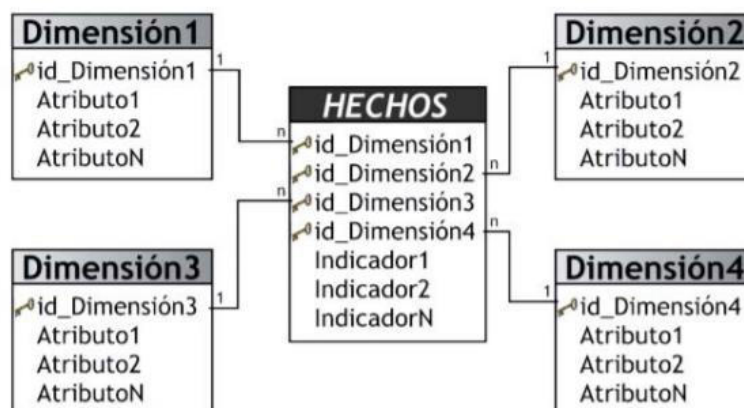 Dimensión1
id_Dimensión1
Atributo1
Atributo2
AtributoN
1
Dimensión2
id_Dimensión2
Atributo1
Atributo2
AtributoN
1
HECHOS
id_Dimensión1
id_Dimensión2
id_Dimensión3
id_Dimensión4
Indicador1
Indicador2
IndicadorN
n
n
n
n
Dimensión3
id_Dimensión3
Atributo1
Atributo2
AtributoN
1
Dimensión4
id_Dimensión4
Atributo1
Atributo2
AtributoN
1